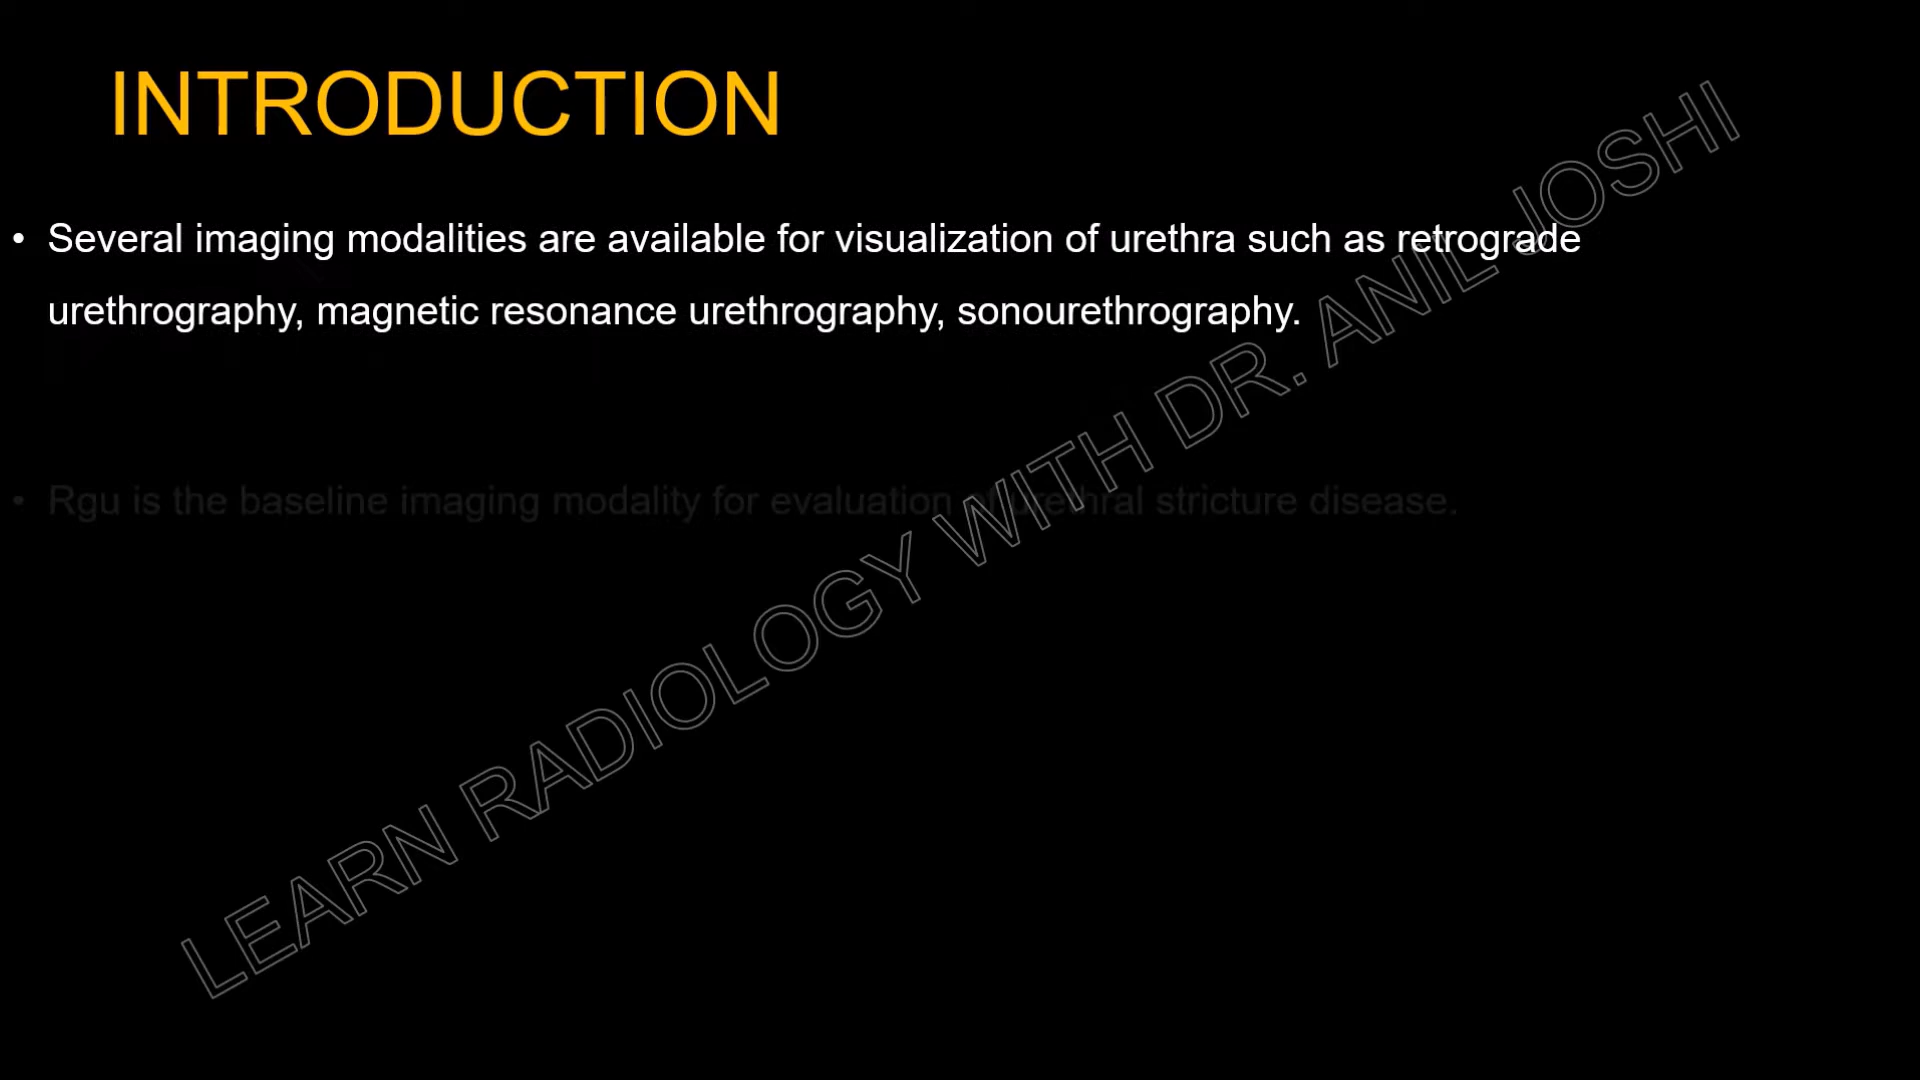 INTRODUCTION
• Several imaging modalities are available for visualization of urethra such as retrograde
urethrography, magnetic resonance urethrography, sonourethrography.
• Rgu is the baseline imaging modality for evaluation of urethral stricture disease.
LEARN RADIOLOGY WITH DR. ANIL JOSHI